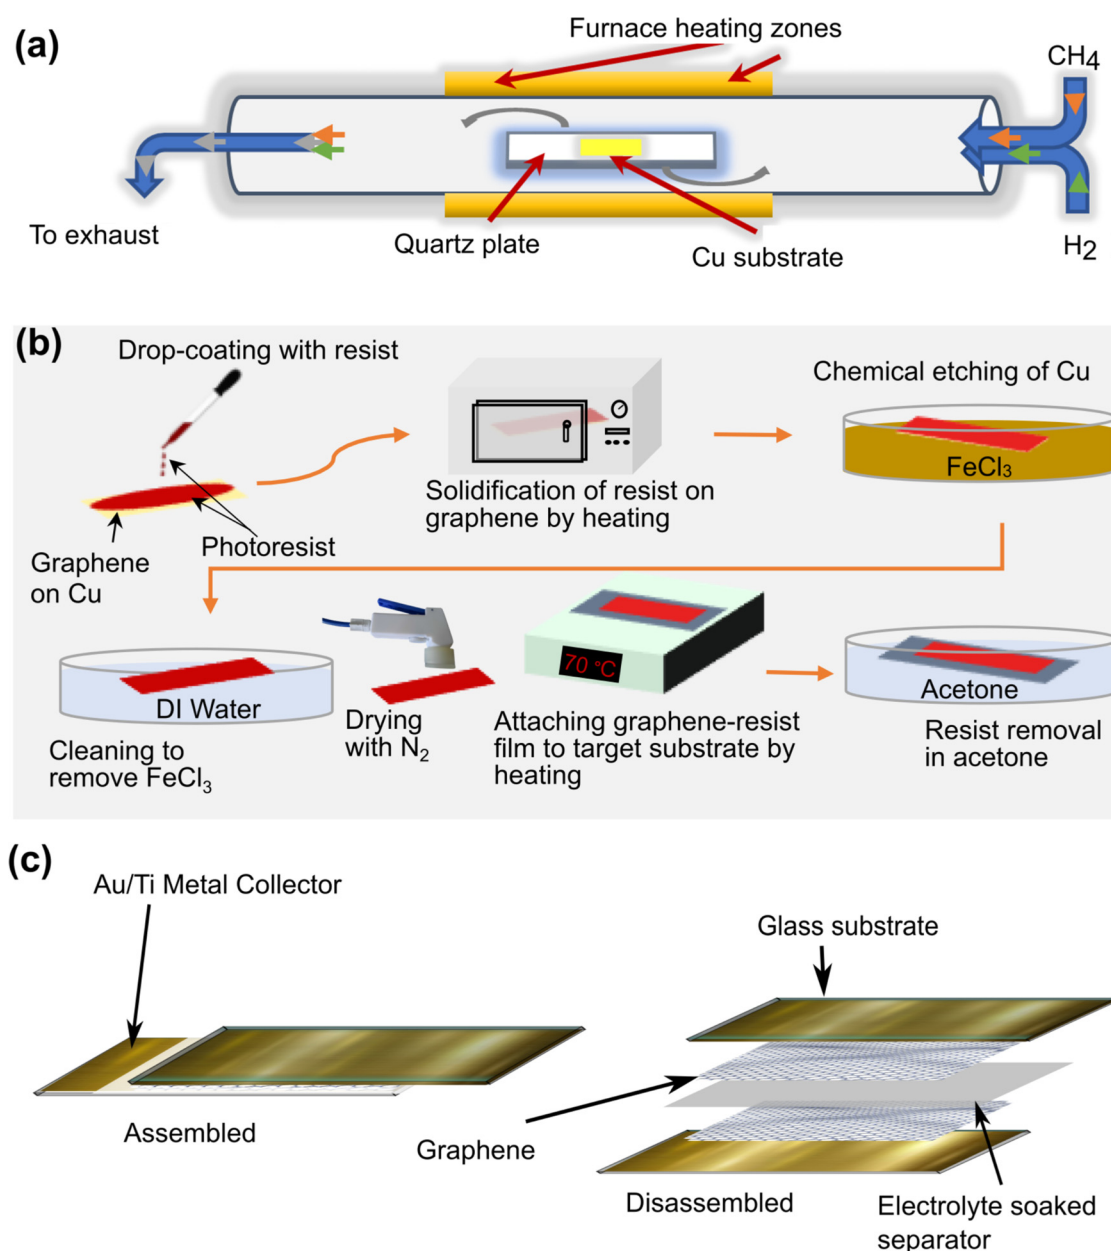 (a)
Furnace heating zones
CH4
To exhaust
Quartz plate
Cu substrate
H2
(b)
Drop-coating with resist
Chemical etching of Cu
FeCl3
Solidification of resist on
graphene by heating
Photoresist
Graphene
on Cu
70 °C
DI Water
Acetone
Cleaning to
remove FeCl3
Drying
with N2
Attaching graphene-resist
film to target substrate by
heating
Resist removal
in acetone
(c)
Au/Ti Metal Collector
Glass substrate
Assembled
Graphene
Disassembled
Electrolyte soaked
separator